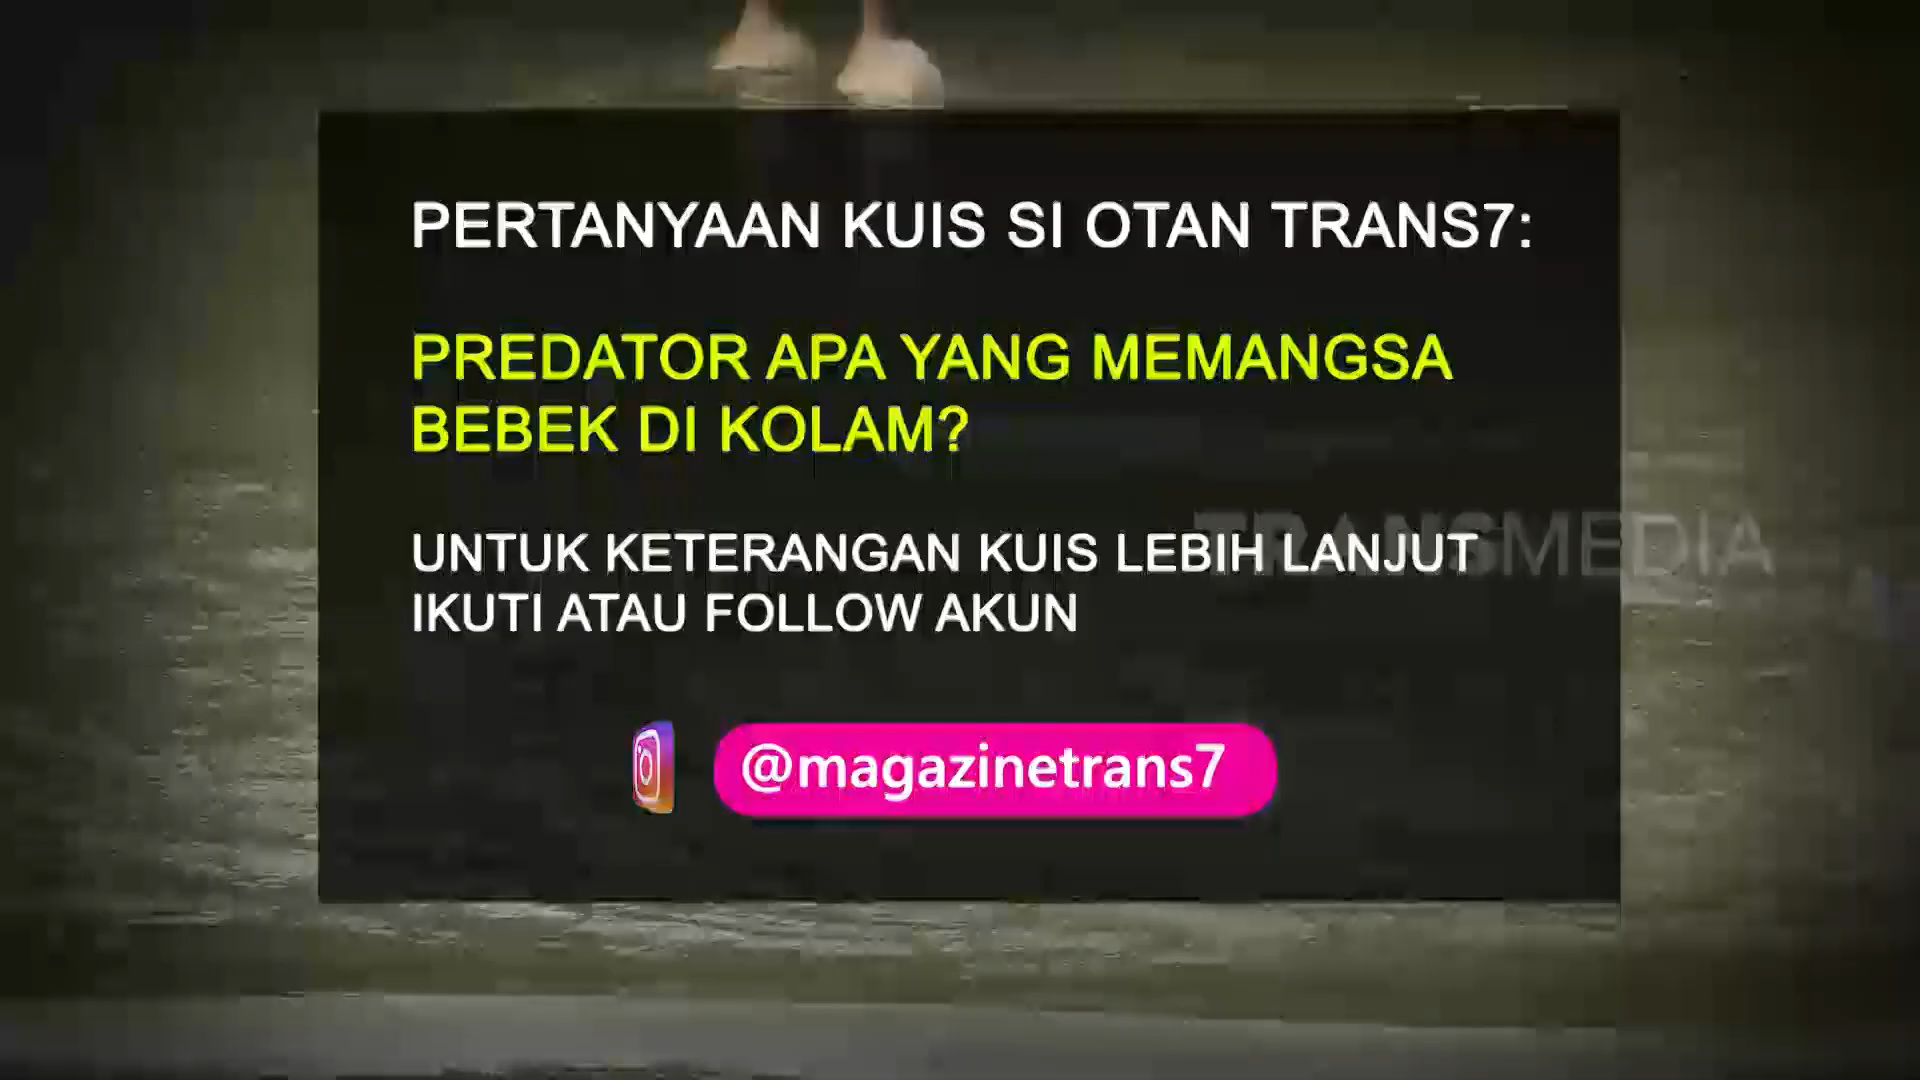 PERTANYAAN KUIS SI OTAN TRANS7:
PREDATOR APA YANG MEMANGSA
BEBEK DI KOLAM?
TRANSMEDIA
UNTUK KETERANGAN KUIS LEBIH LANJUT
IKUTI ATAU FOLLOW AKUN
@magazinetrans7